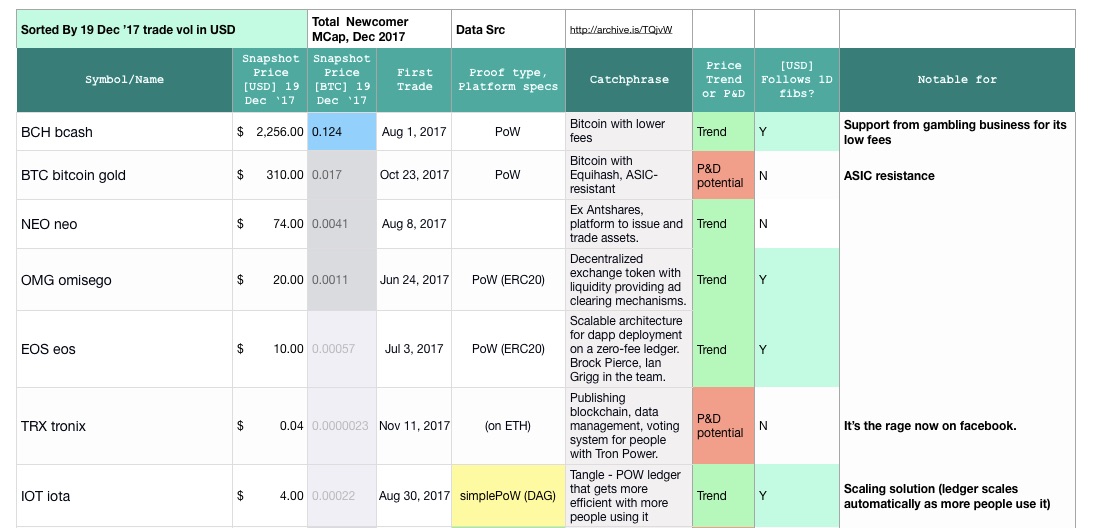 Sorted By 19 Dec ’17 trade vol in USD
Total Newcomer
MCap, Dec 2017
Data Src
http://archive.is/TQjvW
Symbol/Name
Snapshot
Price
[USD] 19
Dec ‘17
Snapshot
Price
[BTC] 19
Dec ‘17
First
Trade
Proof type,
Platform specs
Catchphrase
Price
Trend
or P&D
[USD]
Follows 1D
fibs?
Notable for
BCH bcash
$ 2,256.00
0.124
Aug 1, 2017
PoW
Bitcoin with lower
fees
Trend
Y
Support from gambling business for its
low fees
BTC bitcoin gold
$ 310.00
0.017
Oct 23, 2017
PoW
Bitcoin with
Equihash, ASIC-
resistant
P&D
potential
N
ASIC resistance
NEO neo
$ 74.00
0.0041
Aug 8, 2017
Ex Antshares,
platform to issue and
trade assets.
Trend
N
OMG omisego
$ 20.00
0.0011
Jun 24, 2017
PoW (ERC20)
Decentralized
exchange token with
liquidity providing ad
clearing mechanisms.
Trend
Y
EOS eos
$ 10.00
0.00057
Jul 3, 2017
PoW (ERC20)
Scalable architecture
for dapp deployment
on a zero-fee ledger.
Brock Pierce, Ian
Grigg in the team.
Trend
Y
TRX tronix
$ 0.04
0.0000023
Nov 11, 2017
(on ETH)
Publishing
blockchain, data
management, voting
system for people
with Tron Power.
P&D
potential
N
It’s the rage now on facebook.
IOT iota
$ 4.00
0.00022
Aug 30, 2017
simplePoW (DAG)
Tangle - POW ledger
that gets more
efficient with more
people using it
Trend
Y
Scaling solution (ledger scales
automatically as more people use it)